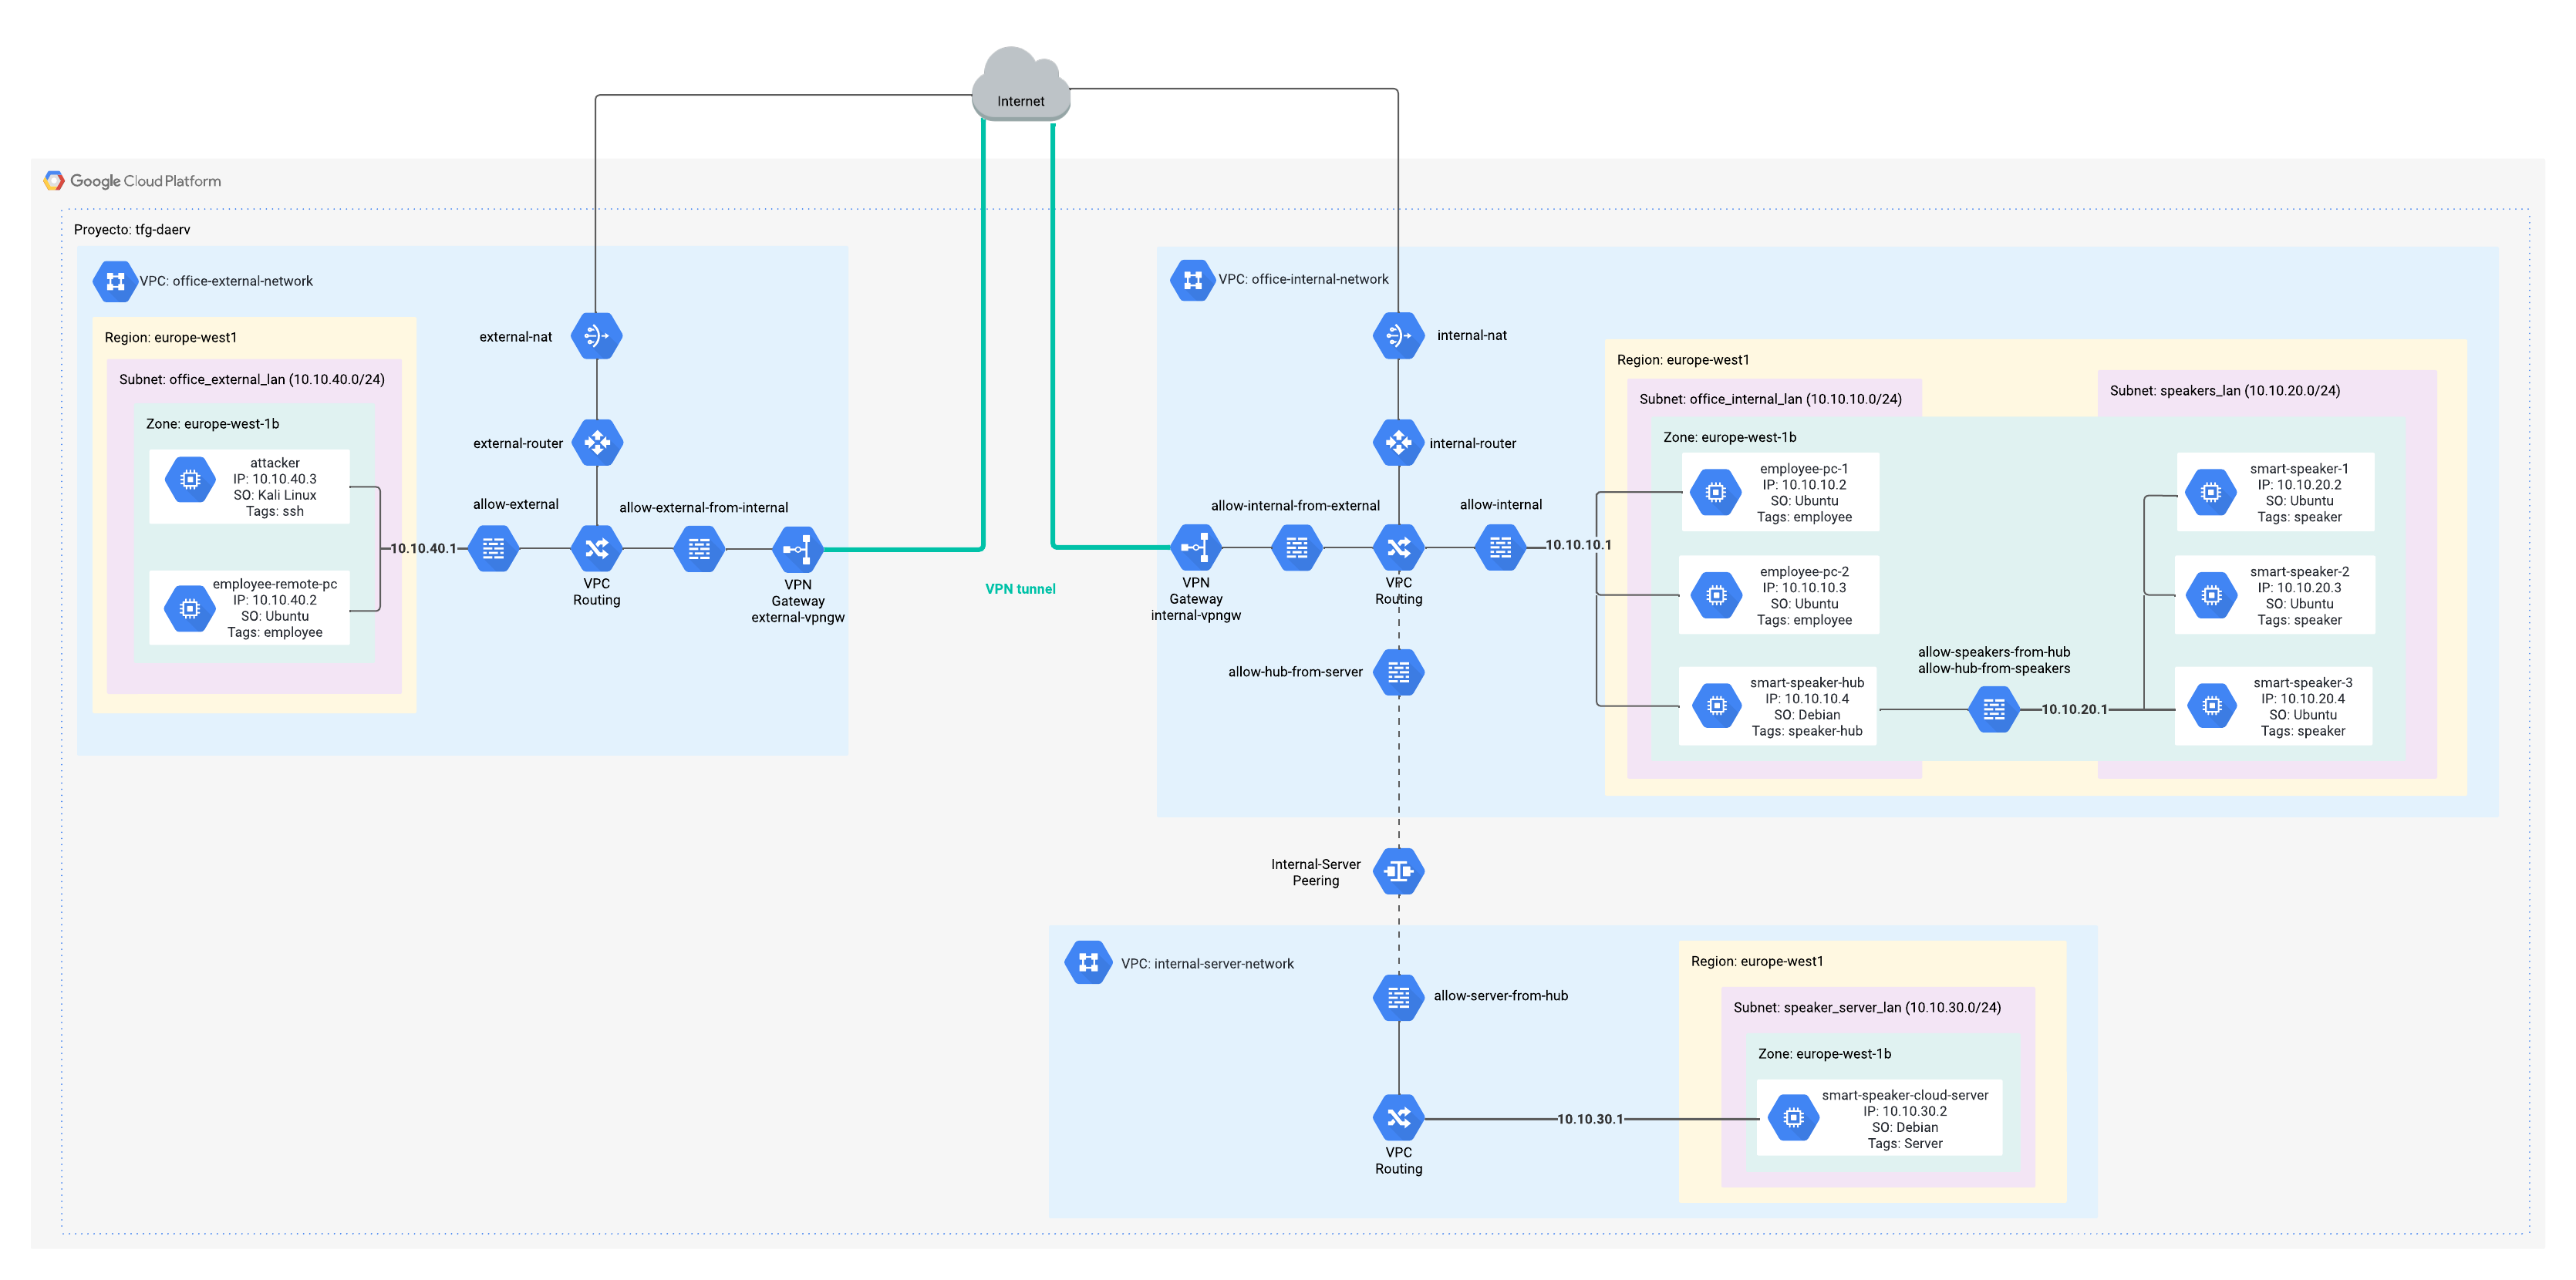 Internet
Google Cloud Platform
Proyecto: tfg-daerv
VPC: office-external-network
Region: europe-west1
Subnet: office_external_lan (10.10.40.0/24)
Zone: europe-west-1b
attacker
IP: 10.10.40.3
SO: Kali Linux
Tags: ssh
employee-remote-pc
IP: 10.10.40.2
SO: Ubuntu
Tags: employee
10.10.40.1
external-nat
external-router
allow-external
allow-external-from-internal
VPC
Routing
VPN
Gateway
external-vpngw
VPN tunnel
VPC: office-internal-network
internal-nat
internal-router
allow-internal-from-external
allow-internal
VPN
Gateway
internal-vpngw
VPC
Routing
allow-hub-from-server
10.10.10.1
Region: europe-west1
Subnet: office_internal_lan (10.10.10.0/24)
Subnet: speakers_lan (10.10.20.0/24)
Zone: europe-west-1b
employee-pc-1
IP: 10.10.10.2
SO: Ubuntu
Tags: employee
employee-pc-2
IP: 10.10.10.3
SO: Ubuntu
Tags: employee
smart-speaker-hub
IP: 10.10.10.4
SO: Debian
Tags: speaker-hub
allow-speakers-from-hub
allow-hub-from-speakers
10.10.20.1
smart-speaker-1
IP: 10.10.20.2
SO: Ubuntu
Tags: speaker
smart-speaker-2
IP: 10.10.20.3
SO: Ubuntu
Tags: speaker
smart-speaker-3
IP: 10.10.20.4
SO: Ubuntu
Tags: speaker
Internal-Server
Peering
VPC: internal-server-network
allow-server-from-hub
VPC
Routing
10.10.30.1
Region: europe-west1
Subnet: speaker_server_lan (10.10.30.0/24)
Zone: europe-west-1b
smart-speaker-cloud-server
IP: 10.10.30.2
SO: Debian
Tags: Server